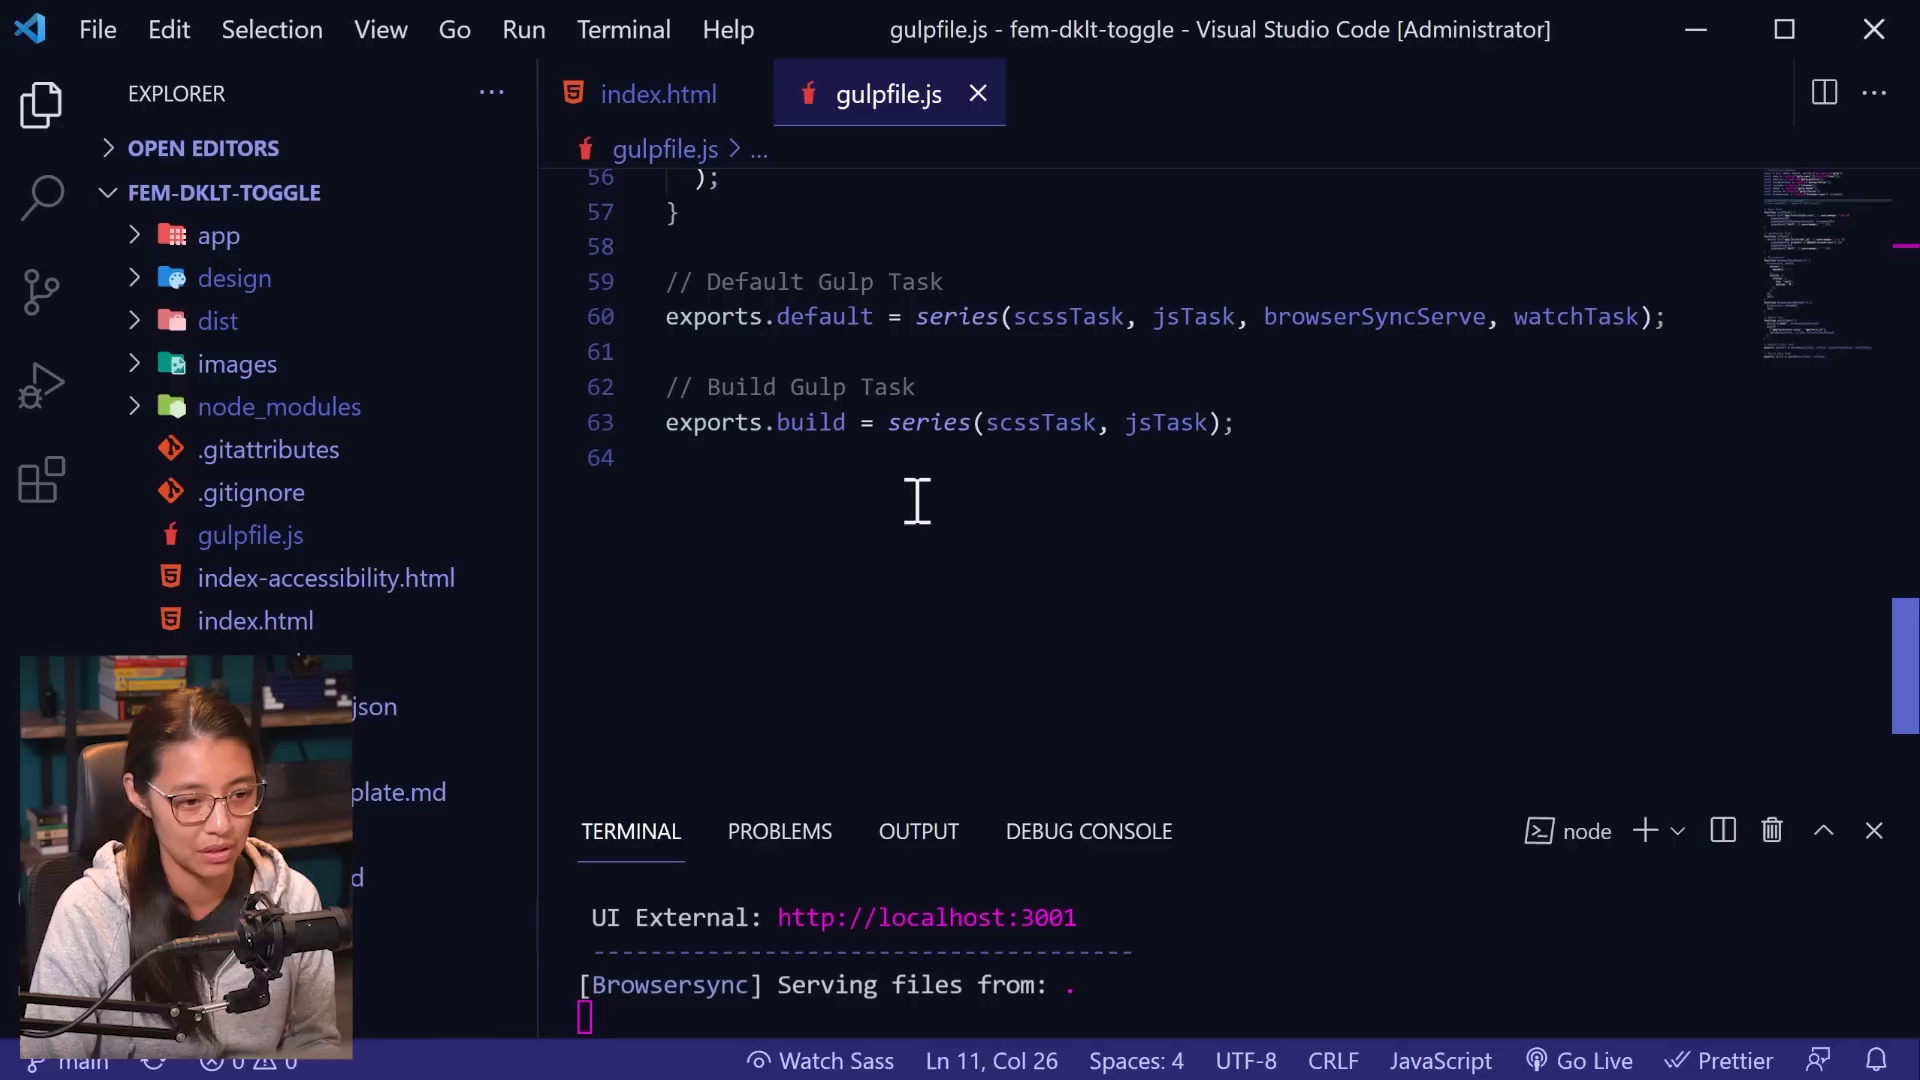 File Edit Selection View Go Run Terminal Help gulpfile.js - fem-dklt-toggle - Visual Studio Code [Administrator]
EXPLORER
OPEN EDITORS
FEM-DKLT-TOGGLE
app
design
dist
images
node_modules
.gitattributes
.gitignore
gulpfile.js
index-accessibility.html
index.html
json
plate.md
d
index.html gulpfile.js
gulpfile.js > ...
56 );
57 }
58
59 // Default Gulp Task
60 exports.default = series(scssTask, jsTask, browserSyncServe, watchTask);
61
62 // Build Gulp Task
63 exports.build = series(scssTask, jsTask);
64
TERMINAL PROBLEMS OUTPUT DEBUG CONSOLE node
UI External: http://localhost:3001
-------------------------------------
[Browsersync] Serving files from: .
main 0 0 Watch Sass Ln 11, Col 26 Spaces: 4 UTF-8 CRLF JavaScript Go Live Prettier